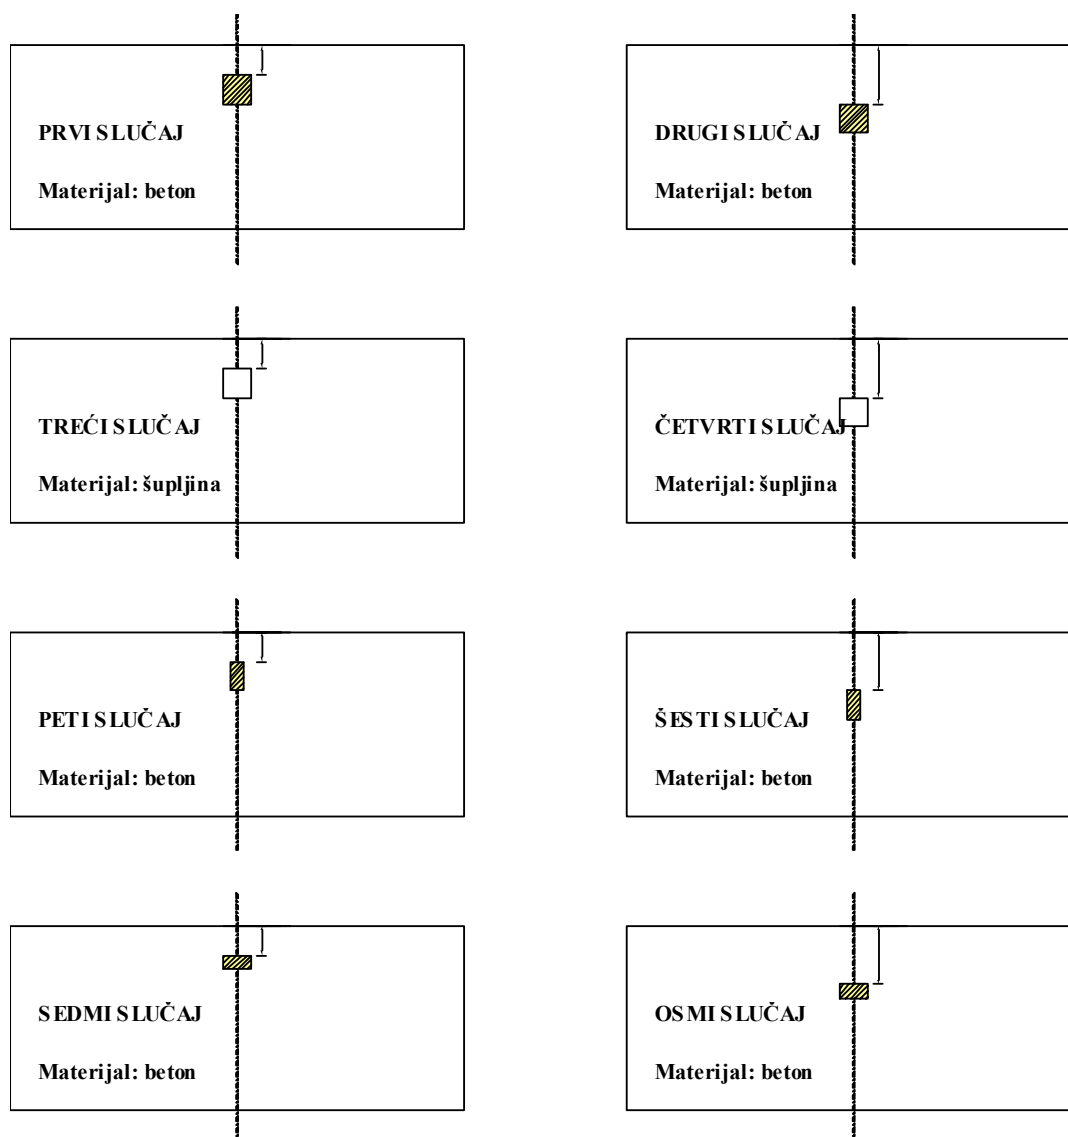 PRVI SLUČAJ
Materijal: beton
DRUGI SLUČAJ
Materijal: beton
TREĆI SLUČAJ
Materijal: šupljina
ČETVRTI SLUČAJ
Materijal: šupljina
PETI SLUČAJ
Materijal: beton
ŠESTI SLUČAJ
Materijal: beton
SEDMI SLUČAJ
Materijal: beton
OSMI SLUČAJ
Materijal: beton